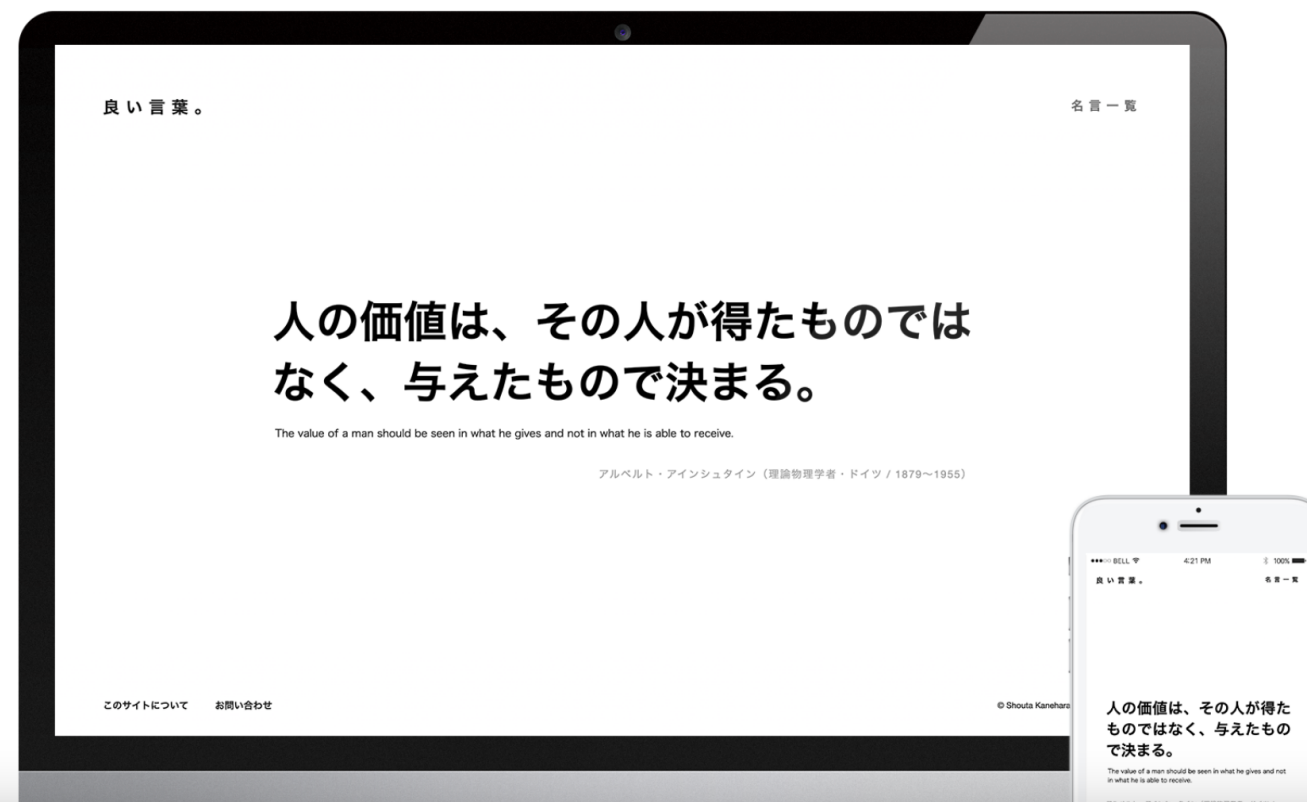 良い言葉。
名言一覧
人の価値は、その人が得たものでは
なく、与えたもので決まる。
The value of a man should be seen in what he gives and not in what he is able to receive.
アルベルト・アインシュタイン（理論物理学者・ドイツ / 1879〜1955）
このサイトについて
お問い合わせ
© Shouta Kanehara
BELL
4:21 PM
100%
良い言葉。
名言一覧
人の価値は、その人が得た
ものではなく、与えたもの
で決まる。
The value of a man should be seen in what he gives and not
in what he is able to receive.